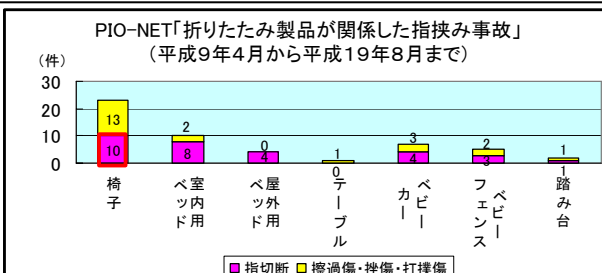 PIO-NET「折りたたみ製品が関係した指挟み事故」
（平成9年4月から平成19年8月まで）
（件）
30
20
10
0
13
10
2
8
0
4
1
0
3
4
2
3
1
1
椅子
室内用ベッド
屋外用ベッド
テーブル
ベビーカー
ベビーフェンス
踏み台
指切断 擦過傷・挫傷・打撲傷